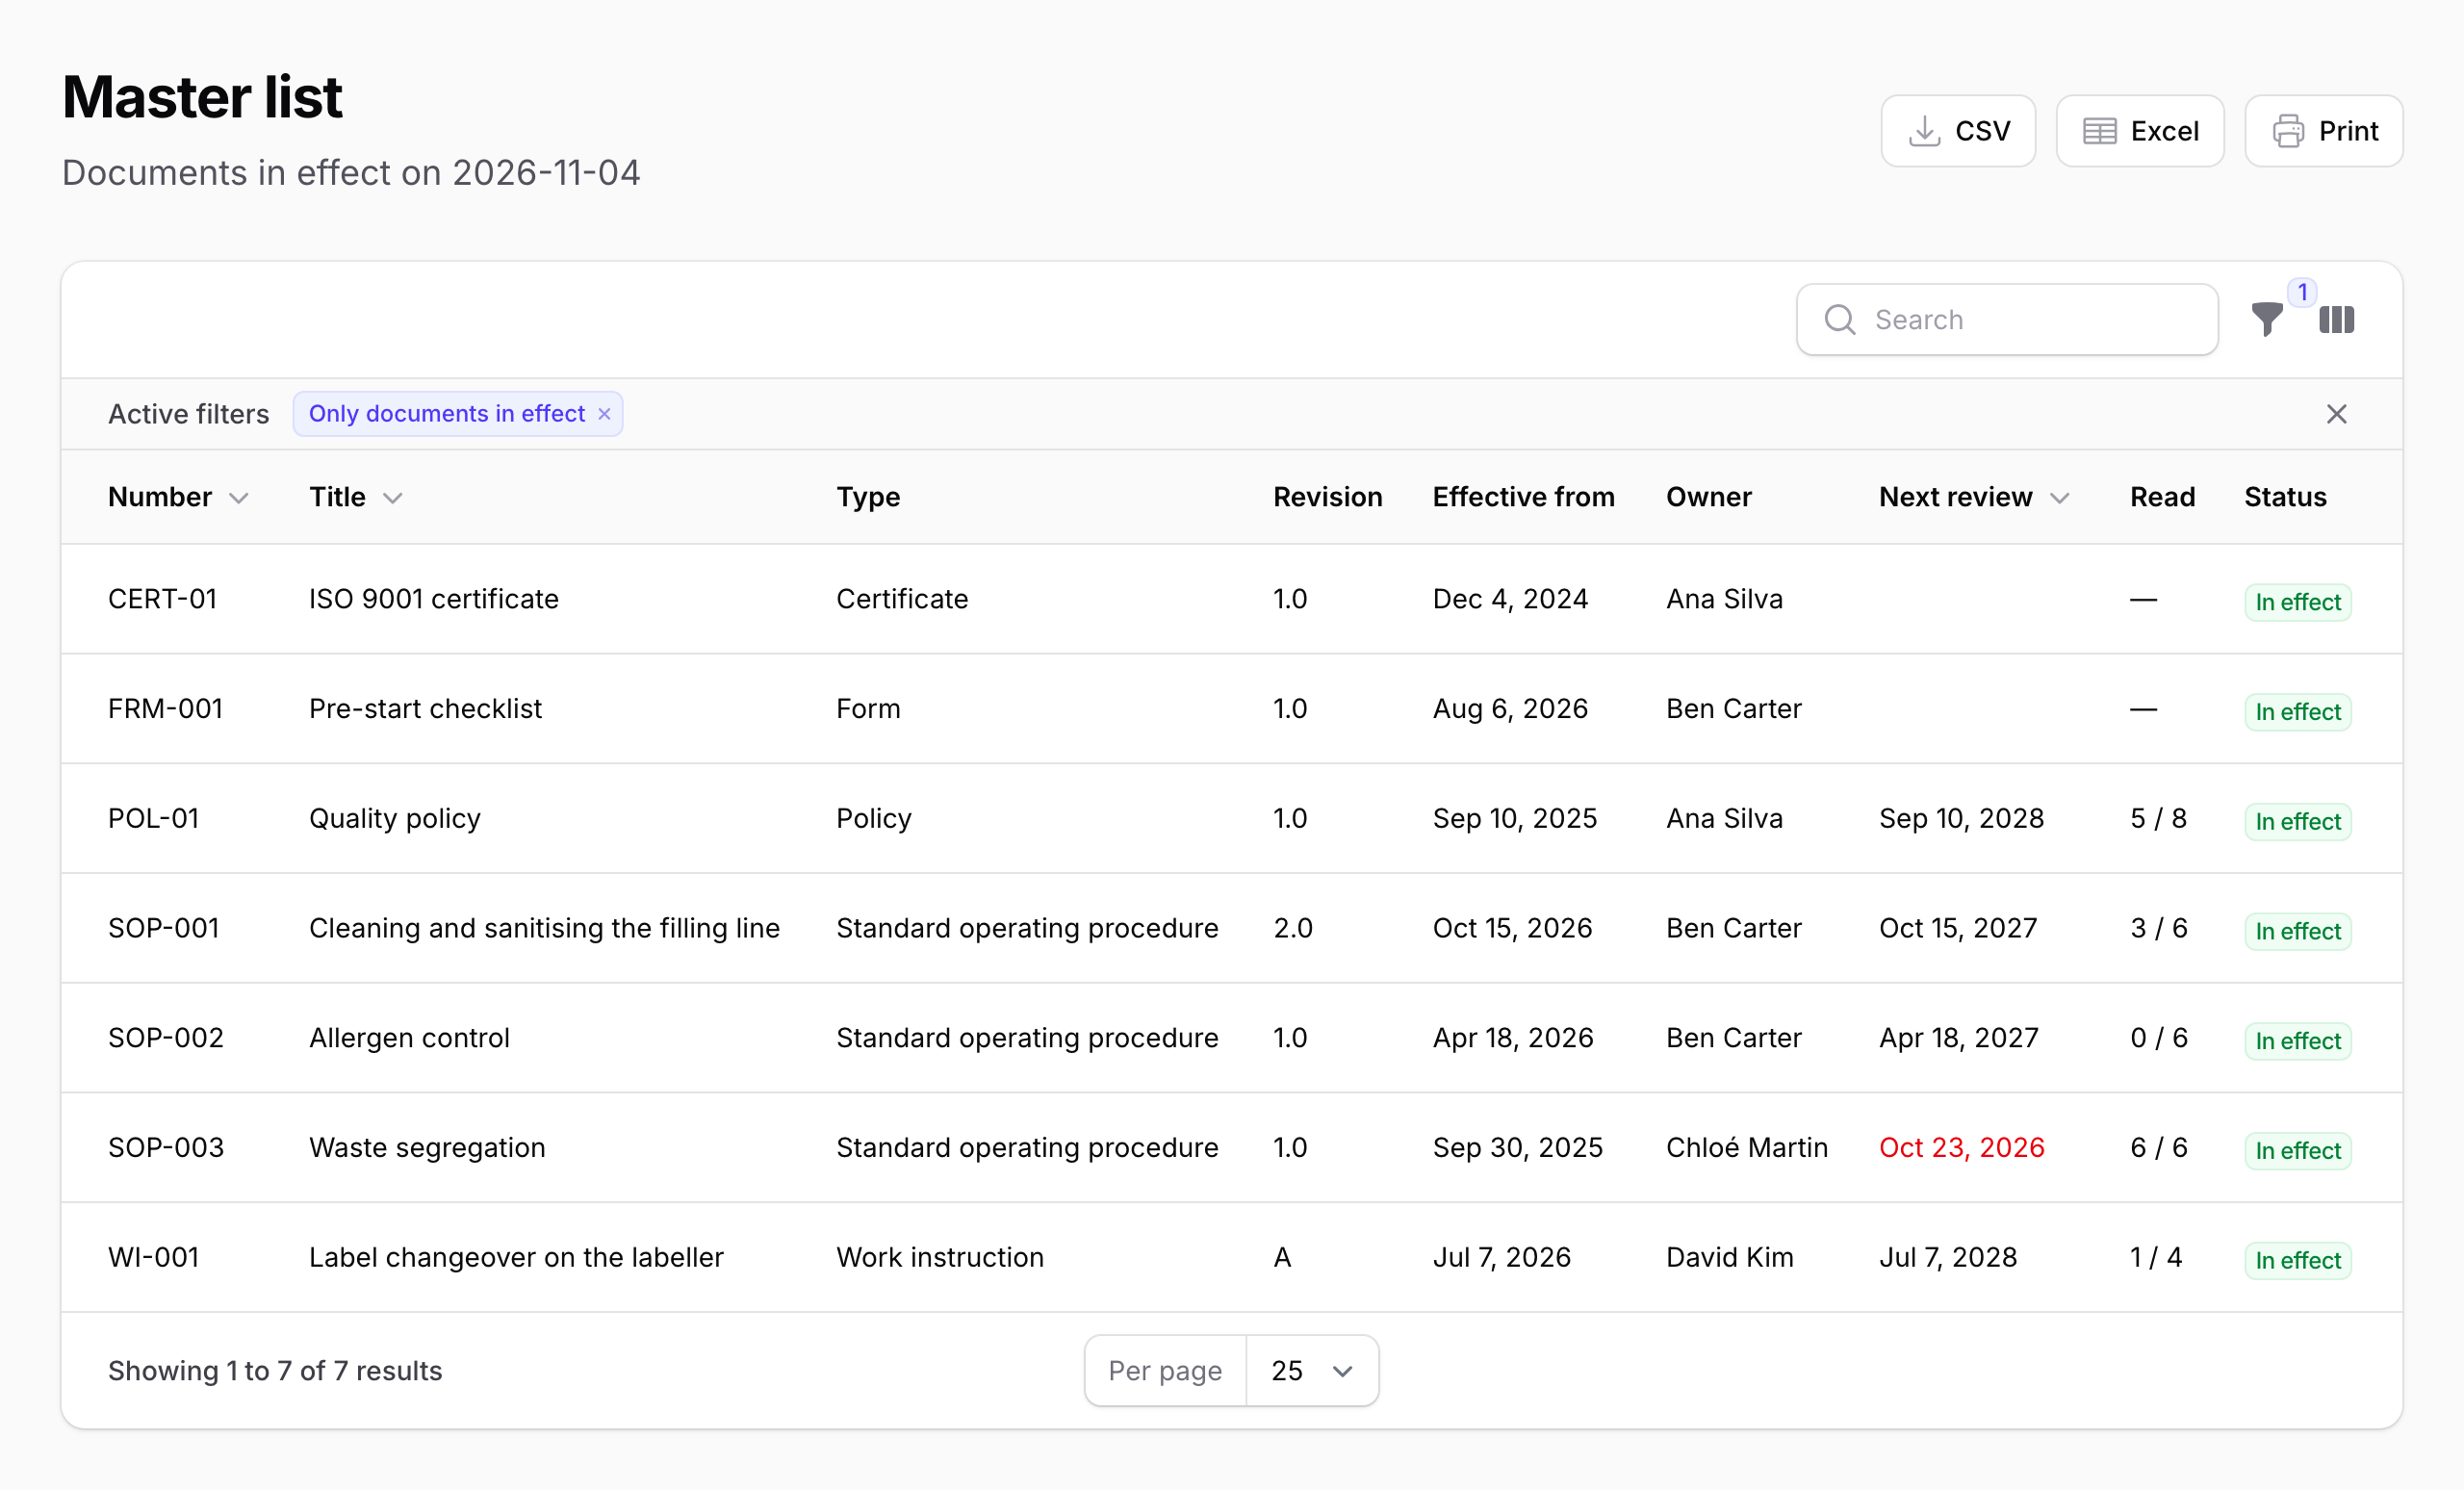 Master list
Documents in effect on 2026-11-04
CSV
Excel
Print
Search
1
Active filters
Only documents in effect ×
Number Title Type Revision Effective from Owner Next review Read Status
CERT-01 ISO 9001 certificate Certificate 1.0 Dec 4, 2024 Ana Silva — In effect
FRM-001 Pre-start checklist Form 1.0 Aug 6, 2026 Ben Carter — In effect
POL-01 Quality policy Policy 1.0 Sep 10, 2025 Ana Silva Sep 10, 2028 5 / 8 In effect
SOP-001 Cleaning and sanitising the filling line Standard operating procedure 2.0 Oct 15, 2026 Ben Carter Oct 15, 2027 3 / 6 In effect
SOP-002 Allergen control Standard operating procedure 1.0 Apr 18, 2026 Ben Carter Apr 18, 2027 0 / 6 In effect
SOP-003 Waste segregation Standard operating procedure 1.0 Sep 30, 2025 Chloé Martin Oct 23, 2026 6 / 6 In effect
WI-001 Label changeover on the labeller Work instruction A Jul 7, 2026 David Kim Jul 7, 2028 1 / 4 In effect
Showing 1 to 7 of 7 results
Per page 25